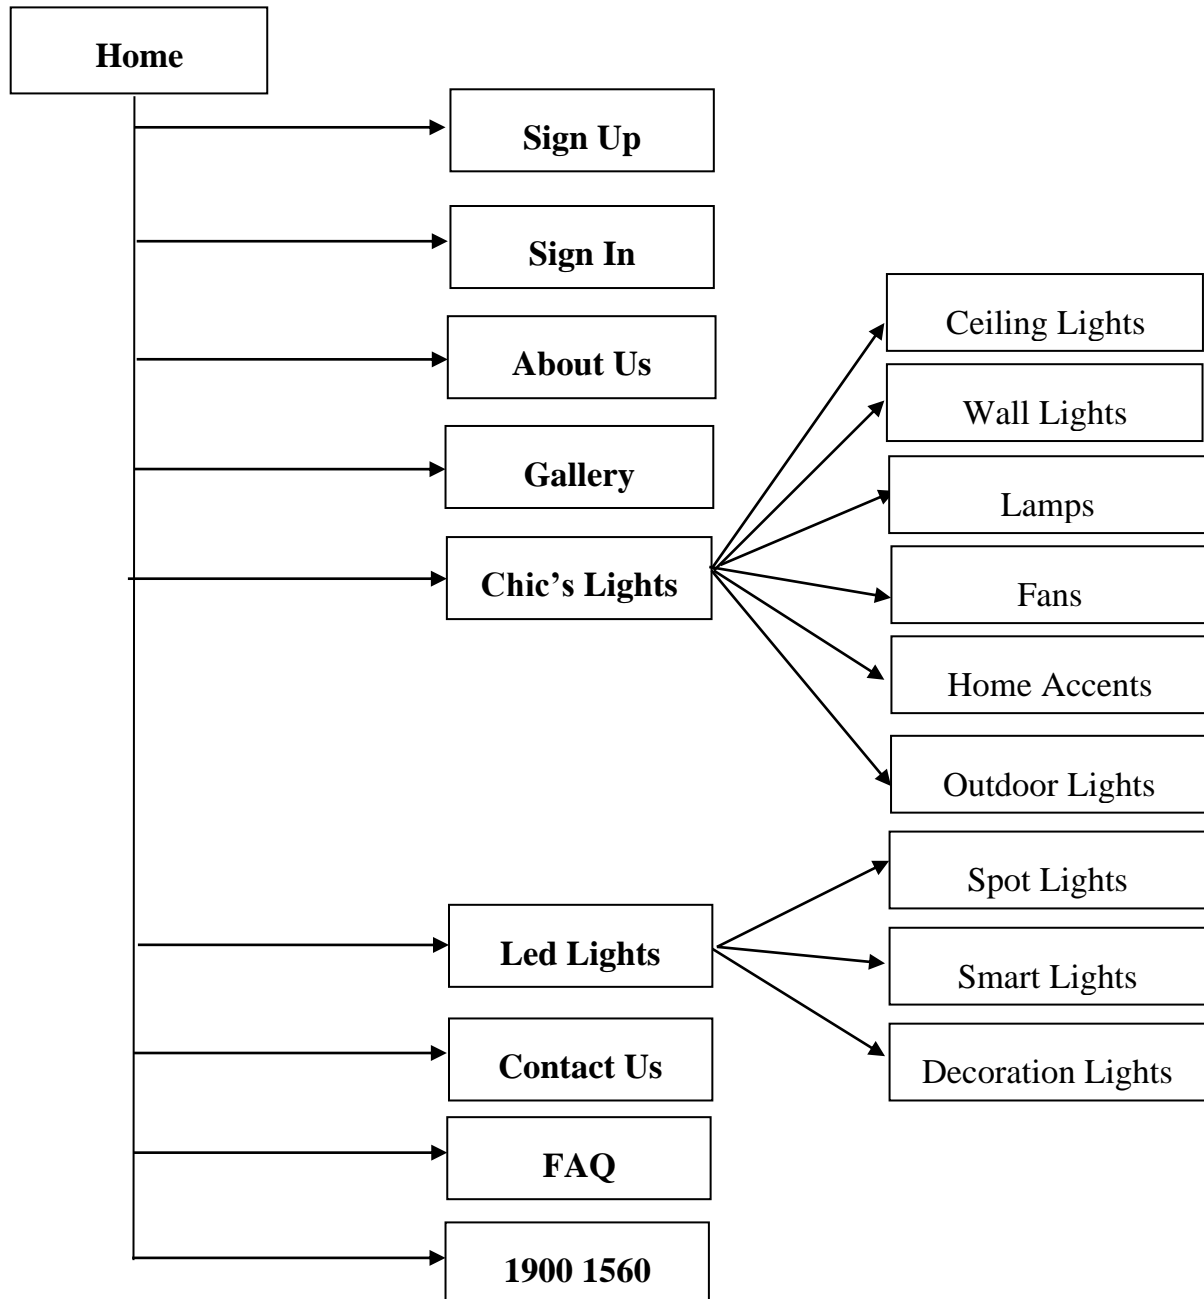 Home
Sign Up
Sign In
About Us
Gallery
Chic’s Lights
Ceiling Lights
Wall Lights
Lamps
Fans
Home Accents
Outdoor Lights
Led Lights
Spot Lights
Smart Lights
Decoration Lights
Contact Us
FAQ
1900 1560